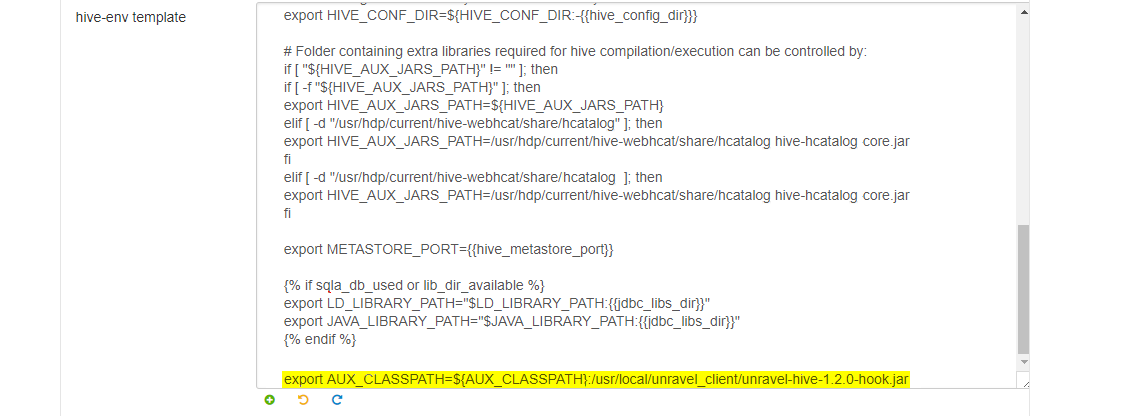 hive-env template
export HIVE_CONF_DIR=${HIVE_CONF_DIR:-{{hive_config_dir}}}
# Folder containing extra libraries required for hive compilation/execution can be controlled by:
if [ "${HIVE_AUX_JARS_PATH}" != "" ]; then
if [ -f "${HIVE_AUX_JARS_PATH}" ]; then
export HIVE_AUX_JARS_PATH=${HIVE_AUX_JARS_PATH}
elif [ -d "/usr/hdp/current/hive-webhcat/share/hcatalog" ]; then
export HIVE_AUX_JARS_PATH=/usr/hdp/current/hive-webhcat/share/hcatalog hive-hcatalog core.jar
fi
elif [ -d "/usr/hdp/current/hive-webhcat/share/hcatalog ]; then
export HIVE_AUX_JARS_PATH=/usr/hdp/current/hive-webhcat/share/hcatalog hive-hcatalog core.jar
fi
export METASTORE_PORT={{hive_metastore_port}}
{% if sqla_db_used or lib_dir_available %}
export LD_LIBRARY_PATH="$LD_LIBRARY_PATH:{{jdbc_libs_dir}}"
export JAVA_LIBRARY_PATH="$JAVA_LIBRARY_PATH:{{jdbc_libs_dir}}"
{% endif %}
export AUX_CLASSPATH=${AUX_CLASSPATH}:/usr/local/unravel_client/unravel-hive-1.2.0-hook.jar